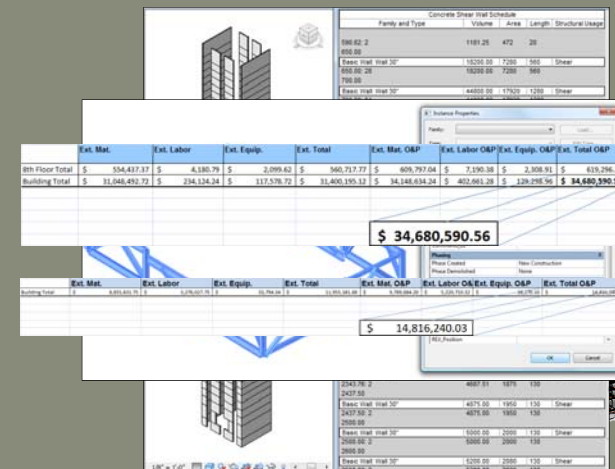 Concrete Shear Wall Schedule
Family and Type Volume Area Length Structural Usage
590.62: 2 1181.25 472 20
650.00
Basic Wall: Wall 30" 18200.00 7280 560 Shear
650.00: 28 18200.00 7280 560
700.00
Basic Wall: Wall 30" 44800.00 17920 1280 Shear
Instance Properties
Family:
Load...
Ext. Mat. Ext. Labor Ext. Equip. Ext. Total Ext. Mat. O&P Ext. Labor O&P Ext. Equip. O&P Ext. Total O&P
8th Floor Total $ 554,437.37 $ 4,180.79 $ 2,099.62 $ 560,717.77 $ 609,797.04 $ 7,190.38 $ 2,308.91 $ 619,296.
Building Total $ 31,048,492.72 $ 234,124.24 $ 117,578.72 $ 31,400,195.12 $ 34,148,634.24 $ 402,661.28 $ 129,298.96 $ 34,680,590.
$ 34,680,590.56
Phasing
Phase Created New Construction
Phase Demolished None
Ext. Mat. Ext. Labor Ext. Equip. Ext. Total Ext. Mat. O&P Ext. Labor O& Ext. Equip. O&P Ext. Total O&P
Building Total
$ 14,816,240.03
REX_Position
OK Cancel
2343.76: 2 4687.51 1875 130
2437.50
Basic Wall: Wall 30" 4875.00 1950 130 Shear
2437.50: 2 4875.00 1950 130
2500.00
Basic Wall: Wall 30" 5000.00 2000 130 Shear
2500.00: 2 5000.00 2000 130
2600.00
Basic Wall: Wall 30" 5200.00 2080 130 Shear
1/8" = 1'-0"